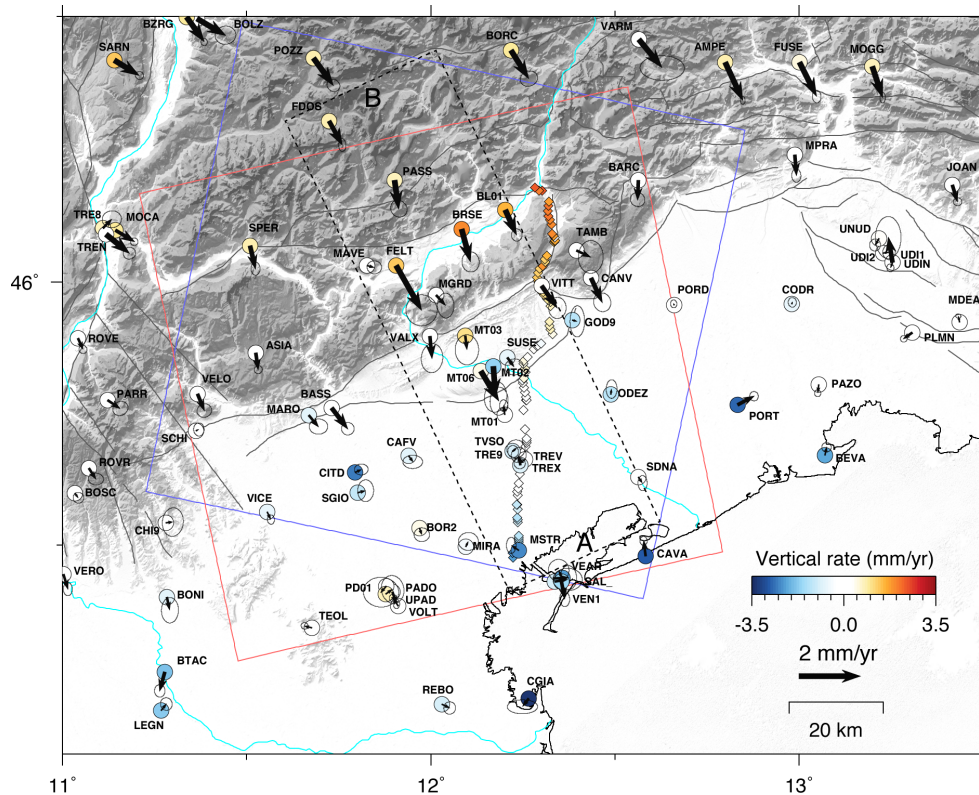 BZRG
BOLZ
SARN
POZZ
BORC
VARM
AMPE
FUSE
MOGG
B
FDOS
MPRA
PASS
BARC
JOAN
TRE8
MOCA
TREN
BL01
BRSE
SPER
TAMB
UNUD
UDI1
UDI2
UDIN
MAVE
FELT
46°
MGRD
VITT
CANV
PORD
CODR
MDEA
GOD9
ROVE
VALX
MT03
SUSE
PLMN
ASIA
MT06
MT02
VELO
PAZO
PARR
BASS
ODEZ
MARO
PORT
MT01
SCHI
CAFV
TVSO
TRE9
TREV
TREX
BEVA
ROVR
CITD
SDNA
BOSC
SGIO
VICE
CHI9
BOR2
MIRA
MSTR
A'
CAVA
VEAR
SAL
VEN1
VERO
BONI
PD01
PADO
UPAD
VOLT
TEOL
Vertical rate (mm/yr)
-3.5
0.0
3.5
2 mm/yr
20 km
BTAC
LEGN
REBO
CGIA
11°
12°
13°